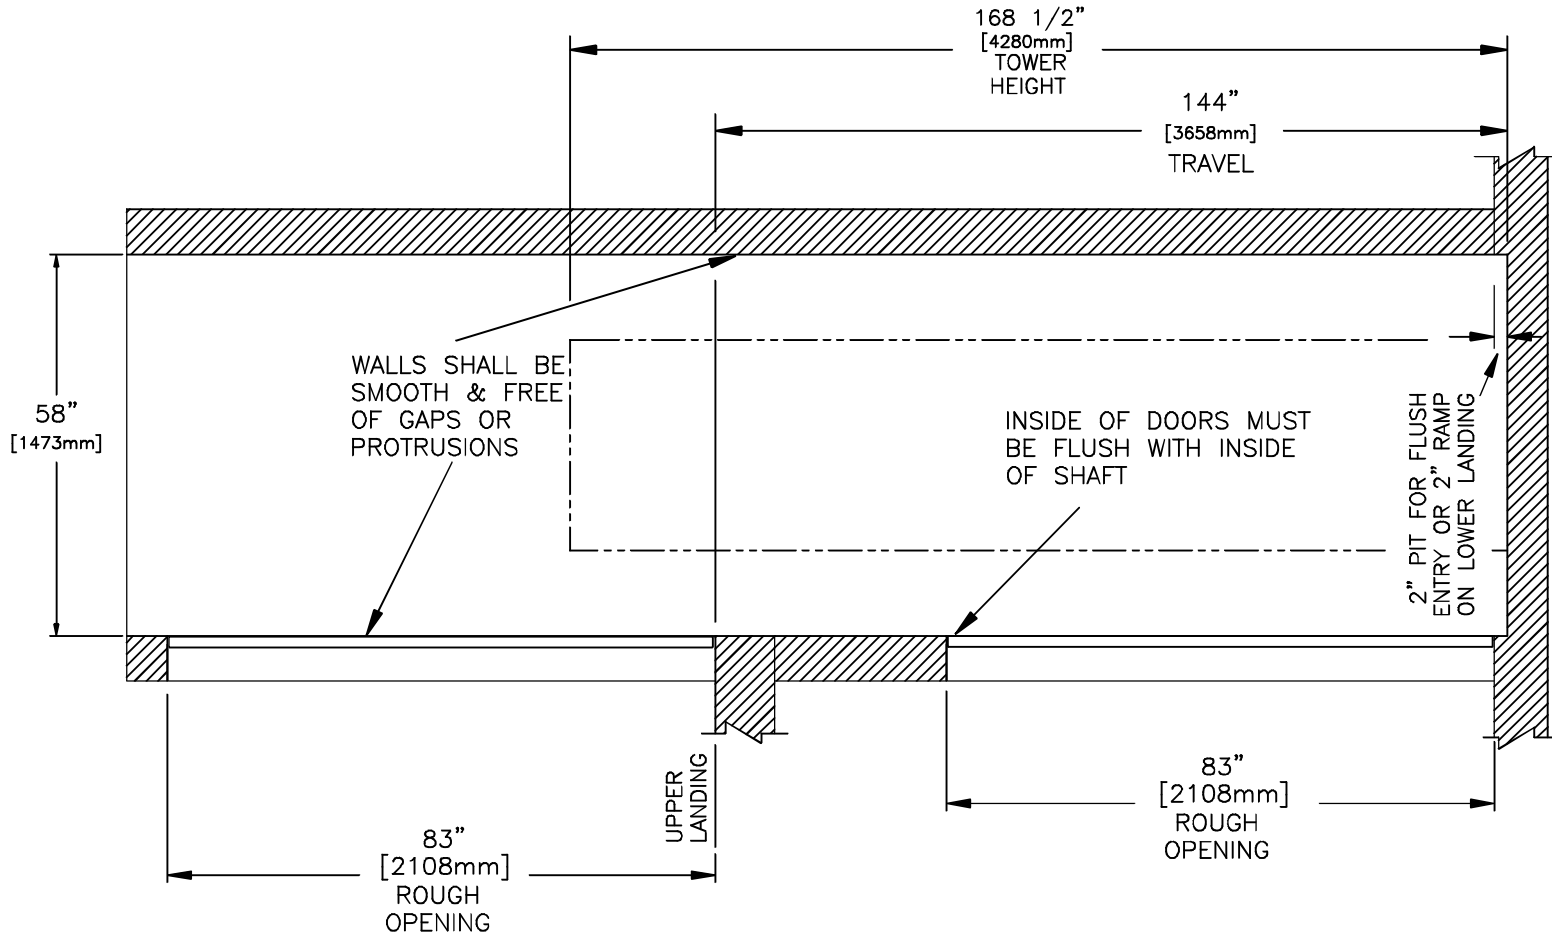 168 1/2”
[4280mm]
TOWER
HEIGHT
144”
[3658mm]
TRAVEL
WALLS SHALL BE
SMOOTH & FREE
OF GAPS OR
PROTRUSIONS
58”
[1473mm]
INSIDE OF DOORS MUST
BE FLUSH WITH INSIDE
OF SHAFT
2” PIT FOR FLUSH
ENTRY OR 2” RAMP
ON LOWER LANDING
UPPER
LANDING
83”
[2108mm]
ROUGH
OPENING
83”
[2108mm]
ROUGH
OPENING